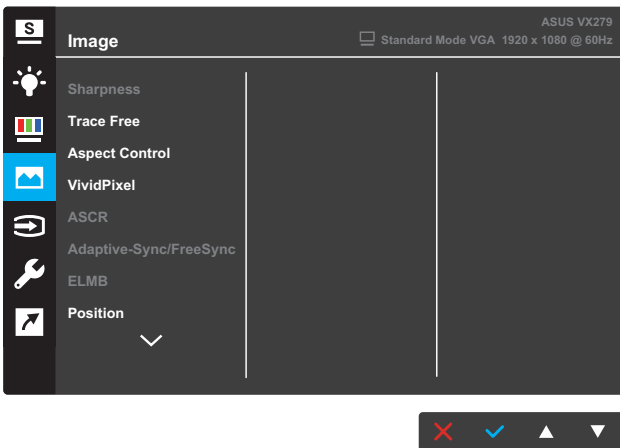 S
ASUS VX279
Image
Standard Mode VGA 1920 x 1080 @ 60Hz
Sharpness
Trace Free
Aspect Control
VividPixel
ASCR
Adaptive-Sync/FreeSync
ELMB
Position